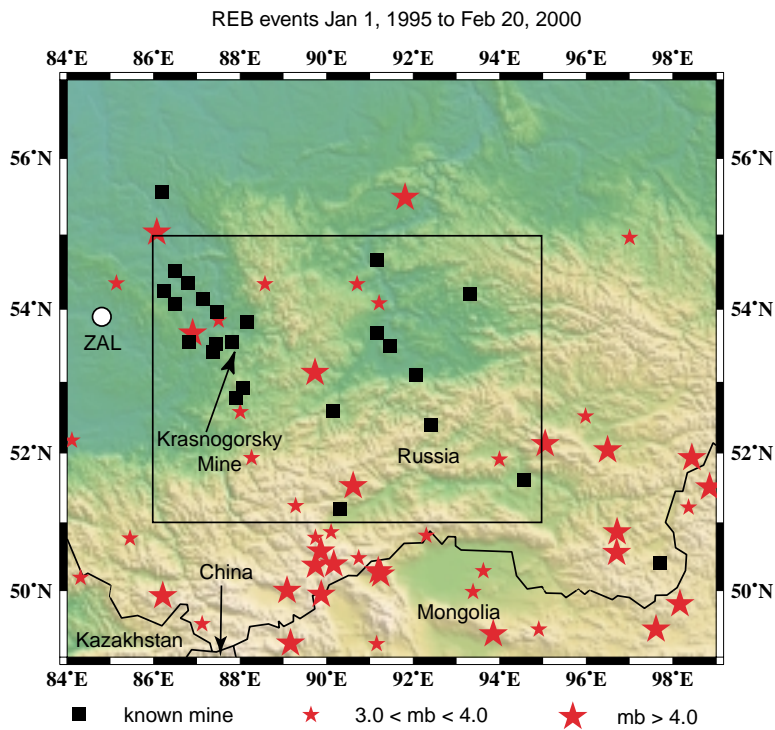 REB events Jan 1, 1995 to Feb 20, 2000
84˚E 86˚E 88˚E 90˚E 92˚E 94˚E 96˚E 98˚E
56˚N 56˚N
54˚N 54˚N
ZAL
Krasnogorsky
Mine
Russia
52˚N 52˚N
China
50˚N 50˚N
Mongolia
Kazakhstan
84˚E 86˚E 88˚E 90˚E 92˚E 94˚E 96˚E 98˚E
known mine 3.0 < mb < 4.0 mb > 4.0